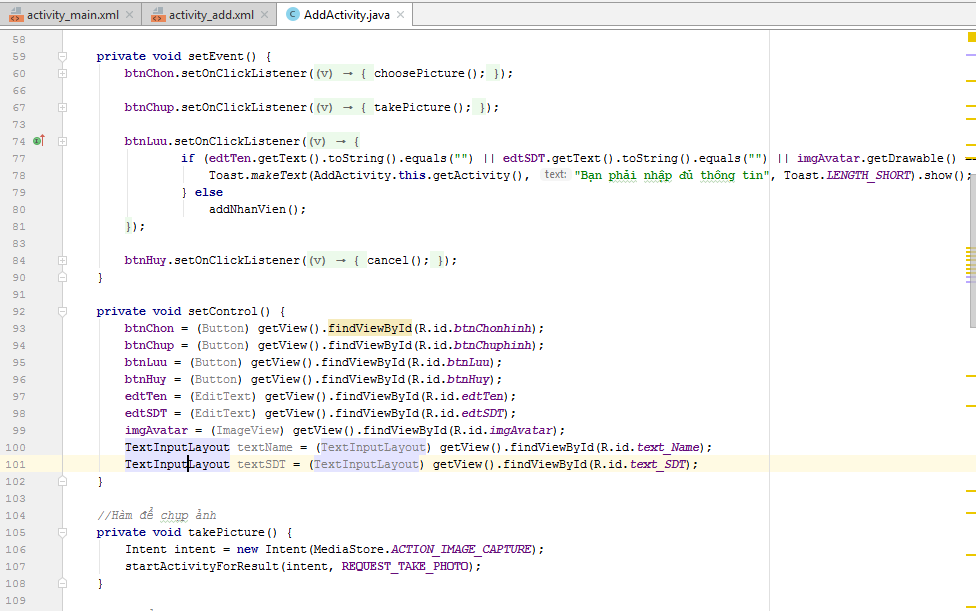 activity_main.xml activity_add.xml AddActivity.java
58
59 private void setEvent() {
60 btnChon.setOnClickListener((v) → { choosePicture(); });
66
67 btnChup.setOnClickListener((v) → { takePicture(); });
73
74 btnLuu.setOnClickListener((v) → {
77 if (edtTen.getText().toString().equals("") || edtSDT.getText().toString().equals("") || imgAvatar.getDrawable() ==
78 Toast.makeText(AddActivity.this.getActivity(), text: "Bạn phải nhập đủ thông tin", Toast.LENGTH_SHORT).show();
79 } else
80 addNhanVien();
81 });
83
84 btnHuy.setOnClickListener((v) → { cancel(); });
90 }
91
92 private void setControl() {
93 btnChon = (Button) getView().findViewById(R.id.btnChonhinh);
94 btnChup = (Button) getView().findViewById(R.id.btnChuphinh);
95 btnLuu = (Button) getView().findViewById(R.id.btnLuu);
96 btnHuy = (Button) getView().findViewById(R.id.btnHuy);
97 edtTen = (EditText) getView().findViewById(R.id.edtTen);
98 edtSDT = (EditText) getView().findViewById(R.id.edtSDT);
99 imgAvatar = (ImageView) getView().findViewById(R.id.imgAvatar);
100 TextInputLayout textName = (TextInputLayout) getView().findViewById(R.id.text_Name);
101 TextInputLayout textSDT = (TextInputLayout) getView().findViewById(R.id.text_SDT);
102 }
103
104 //Hàm để chụp ảnh
105 private void takePicture() {
106 Intent intent = new Intent(MediaStore.ACTION_IMAGE_CAPTURE);
107 startActivityForResult(intent, REQUEST_TAKE_PHOTO);
108 }
109